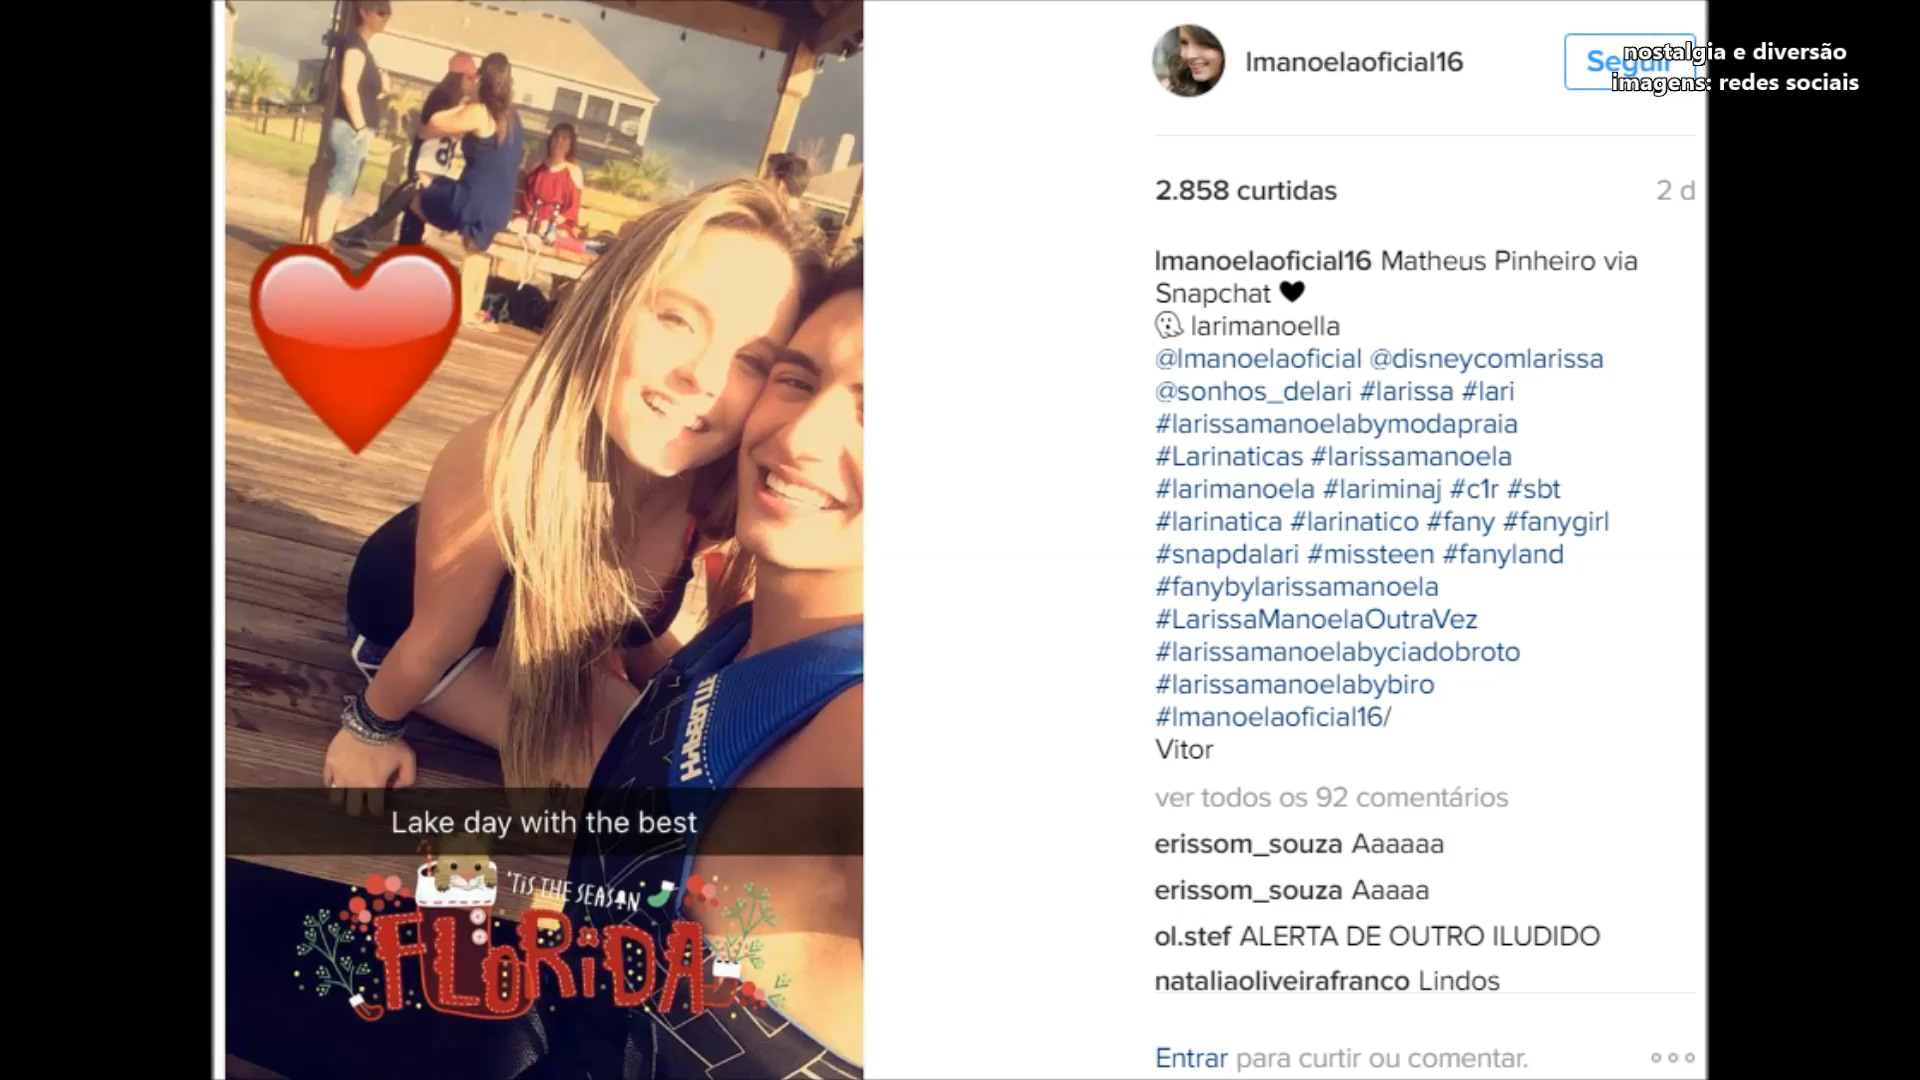 lmanoelaoficial16
Seguir
nostalgia e diversão
imagens: redes sociais
2.858 curtidas
2 d
lmanoelaoficial16 Matheus Pinheiro via
Snapchat 🖤
👻 larimanoella
@lmanoelaoficial @disneycomlarissa
@sonhos_delari #larissa #lari
#larissamanoelabymodapraia
#Larinaticas #larissamanoela
#larimanoela #lariminaj #c1r #sbt
#larinatica #larinatico #fany #fanygirl
#snapdalari #missteen #fanyland
#fanybylarissamanoela
#LarissaManoelaOutraVez
#larissamanoelabyciadobroto
#larissamanoelabybiro
#lmanoelaoficial16/
Vitor
ver todos os 92 comentários
erissom_souza Aaaaaa
erissom_souza Aaaaa
ol.stef ALERTA DE OUTRO ILUDIDO
nataliaoliveirafranco Lindos
Entrar para curtir ou comentar.
Lake day with the best
'TIS THE SEASON
FLORIDA